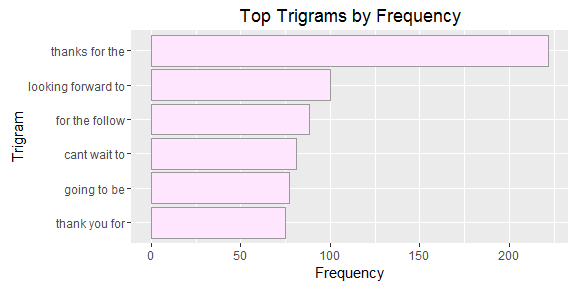 Top Trigrams by Frequency
thanks for the
looking forward to
for the follow
cant wait to
going to be
thank you for
Trigram
0 50 100 150 200
Frequency